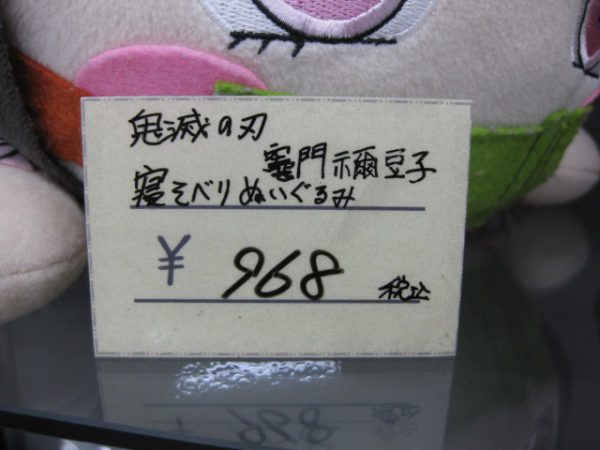 鬼滅の刃
竈門禰豆子
寝そべりぬいぐるみ
¥ 968 税込